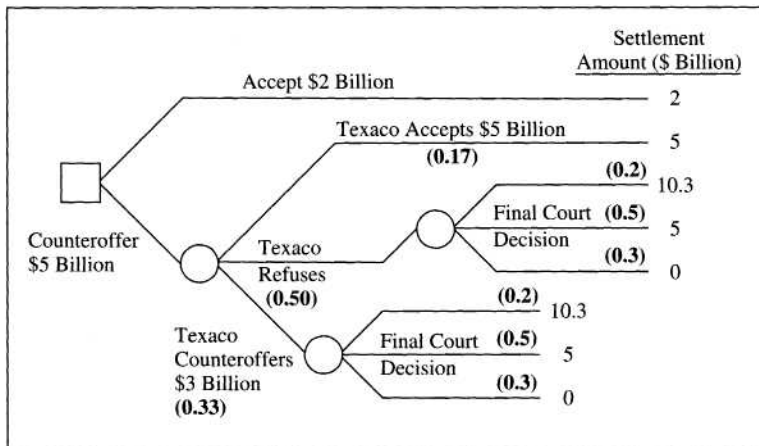 Settlement
Amount ($ Billion)
Accept $2 Billion
2
Texaco Accepts $5 Billion
5
(0.17)
(0.2)
10.3
Counteroffer
$5 Billion
Texaco
Refuses
(0.50)
Final Court
Decision
(0.5)
5
(0.3)
0
(0.2)
10.3
Texaco
Counteroffers
$3 Billion
(0.33)
Final Court
Decision
(0.5)
5
(0.3)
0